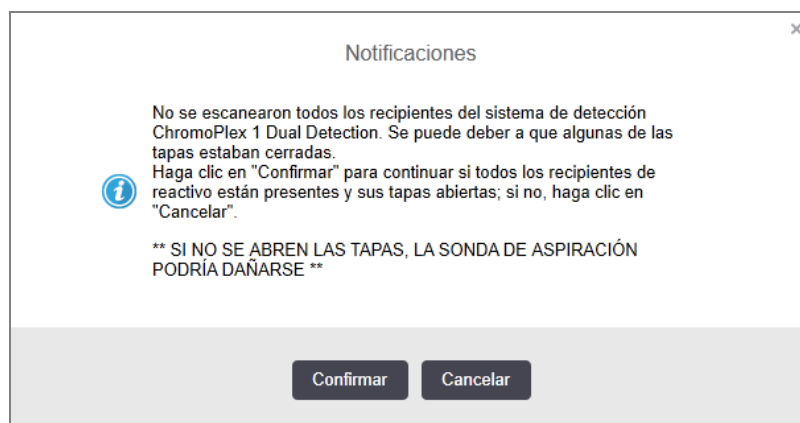 Notificaciones
No se escanearon todos los recipientes del sistema de detección
ChromoPlex 1 Dual Detection. Se puede deber a que algunas de las
tapas estaban cerradas.
Haga clic en "Confirmar" para continuar si todos los recipientes de
reactivo están presentes y sus tapas abiertas; si no, haga clic en
"Cancelar".
** SI NO SE ABREN LAS TAPAS, LA SONDA DE ASPIRACIÓN
PODRÍA DAÑARSE **
Confirmar Cancelar